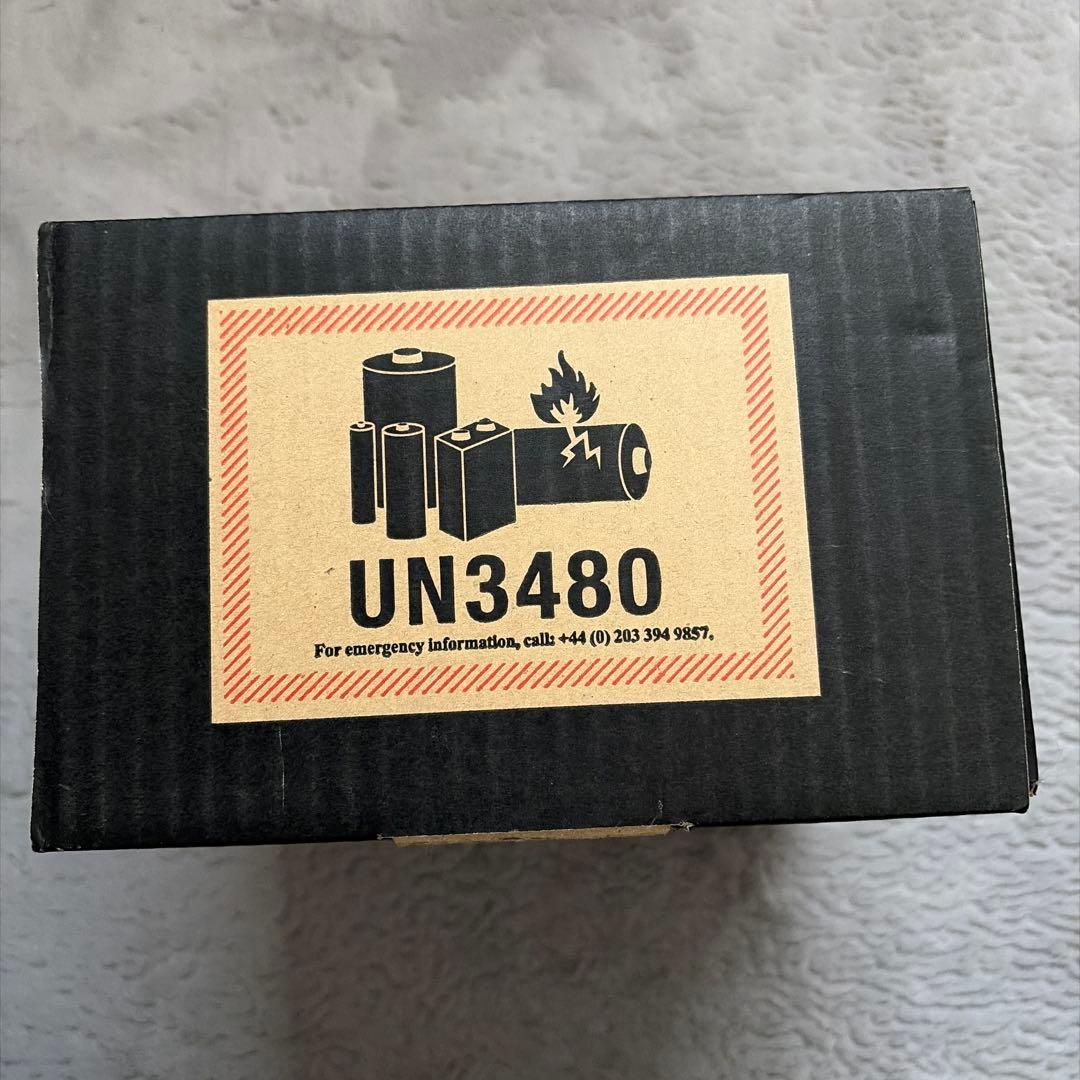 UN3480
For emergency information, call: +44 (0) 203 394 9857.